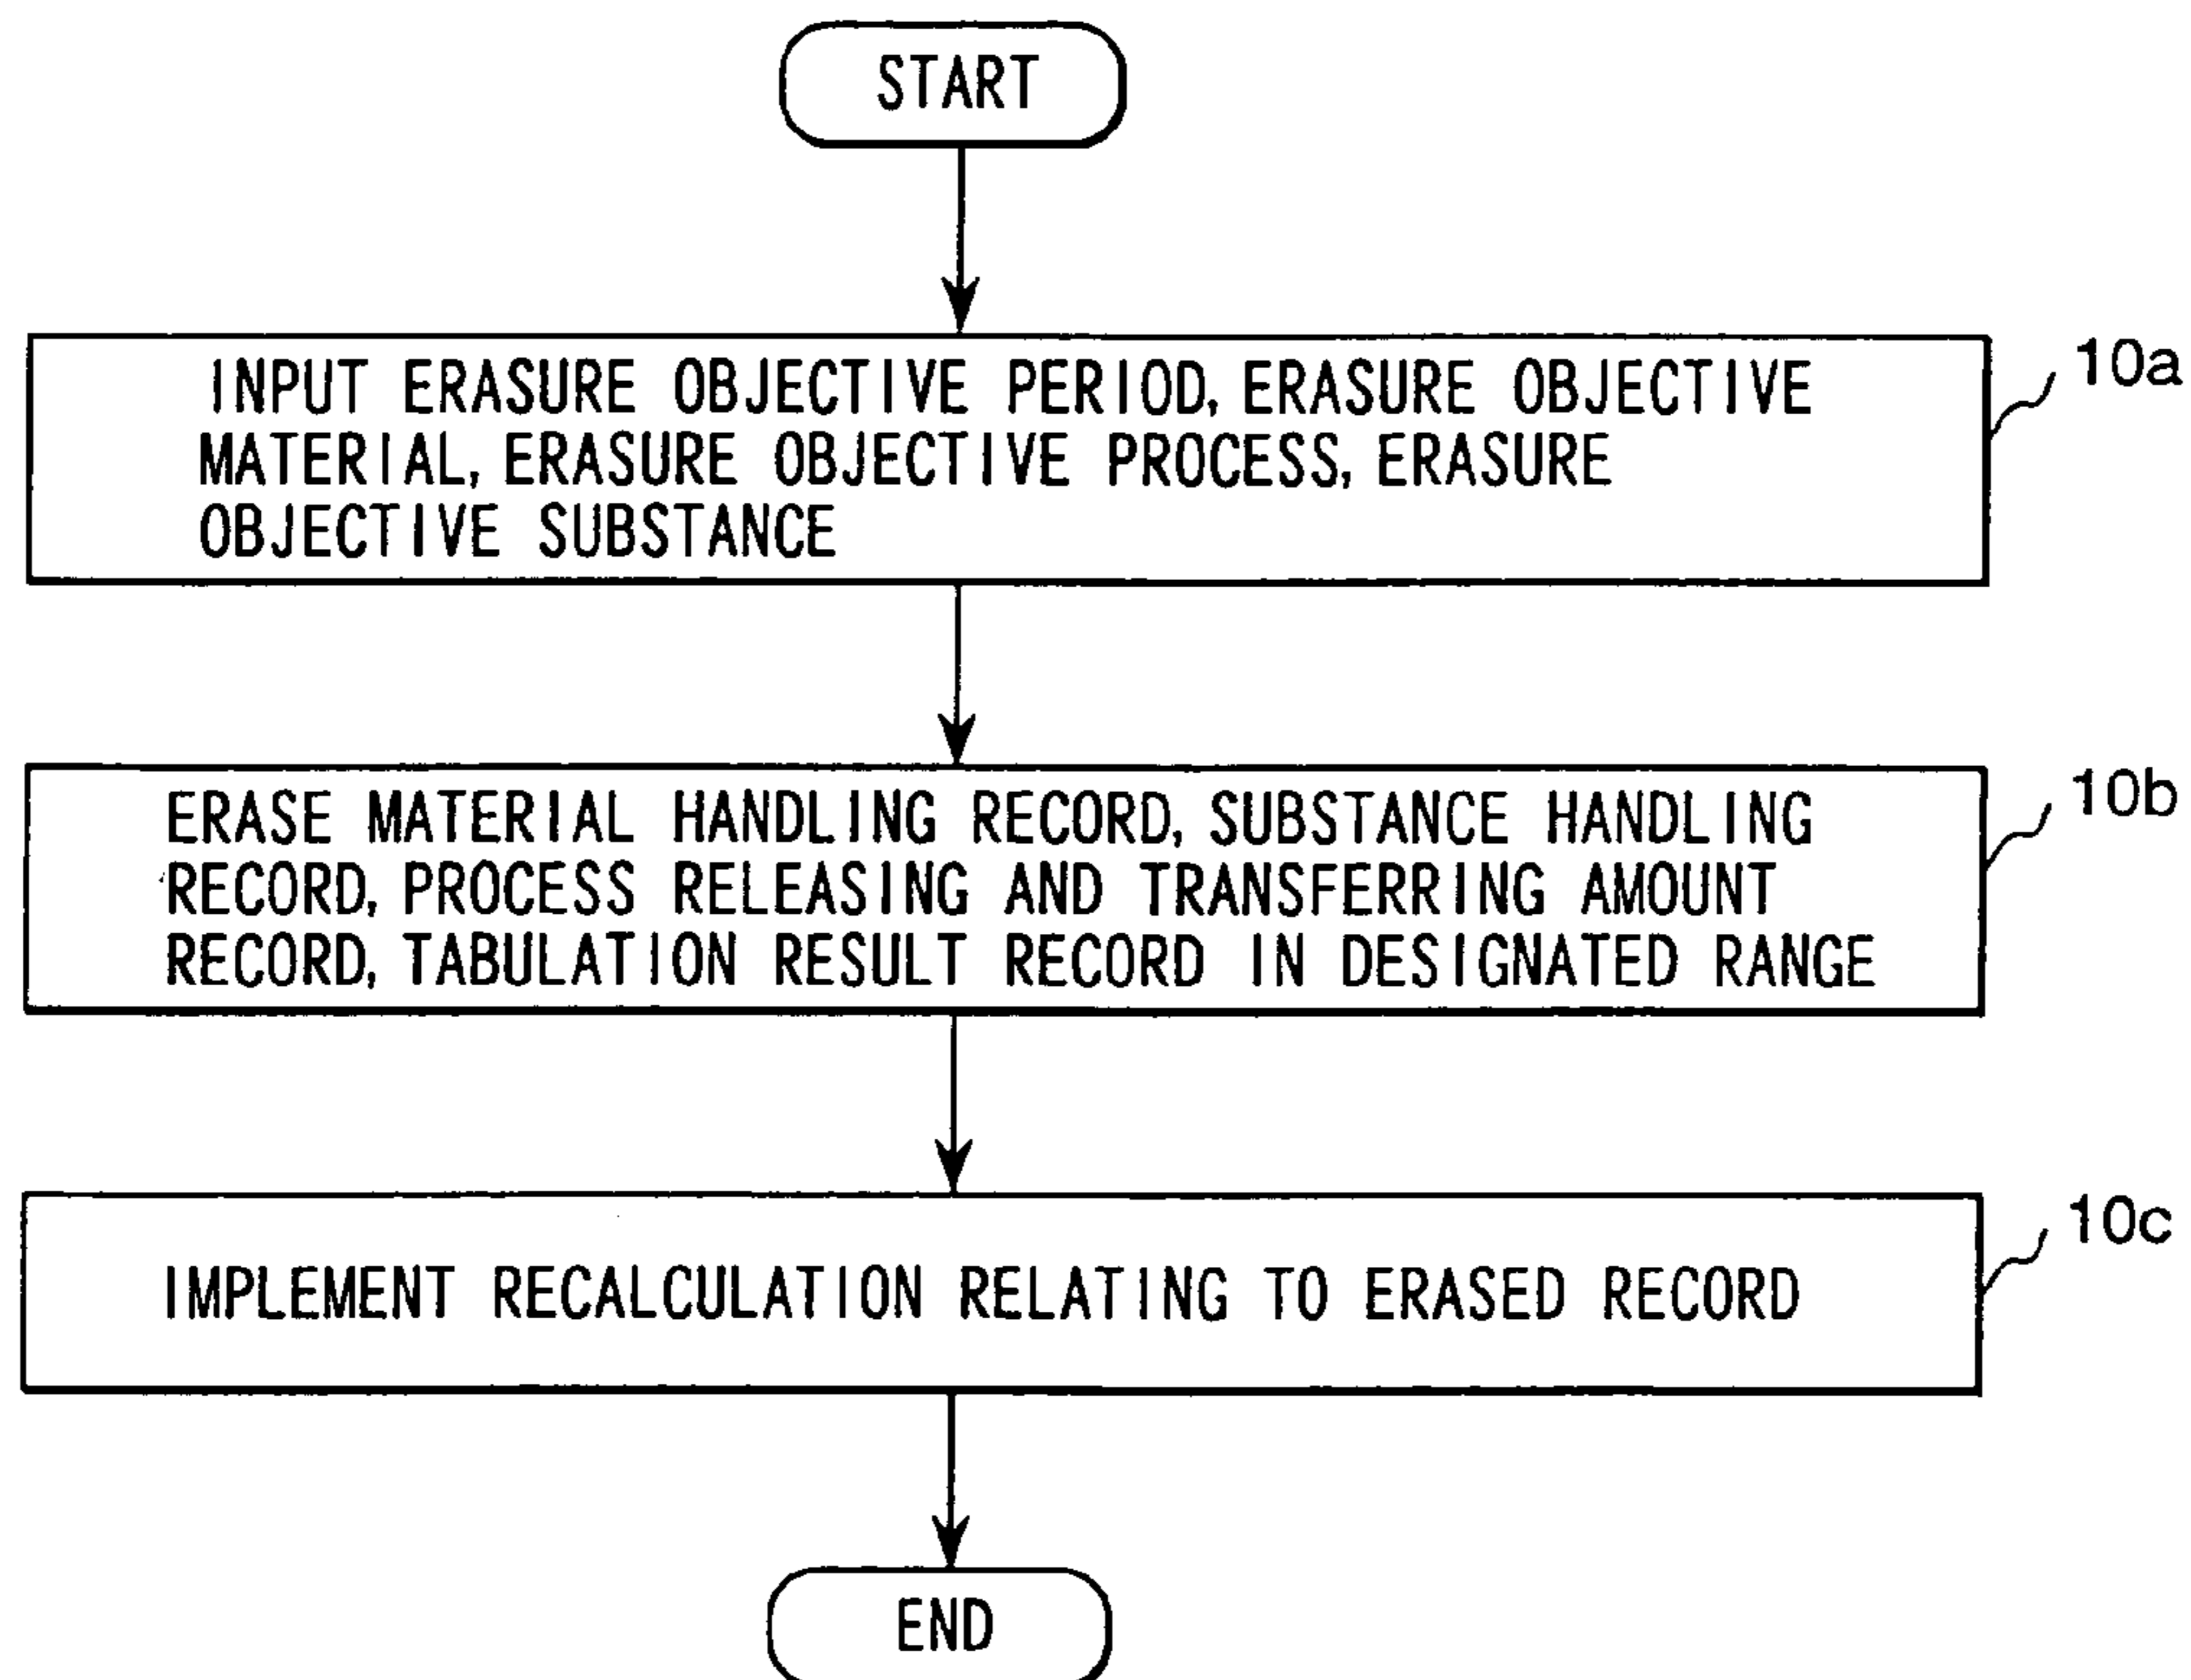 START
INPUT ERASURE OBJECTIVE PERIOD, ERASURE OBJECTIVE
MATERIAL, ERASURE OBJECTIVE PROCESS, ERASURE
OBJECTIVE SUBSTANCE
10a
ERASE MATERIAL HANDLING RECORD, SUBSTANCE HANDLING
RECORD, PROCESS RELEASING AND TRANSFERRING AMOUNT
RECORD, TABULATION RESULT RECORD IN DESIGNATED RANGE
10b
IMPLEMENT RECALCULATION RELATING TO ERASED RECORD
10c
END